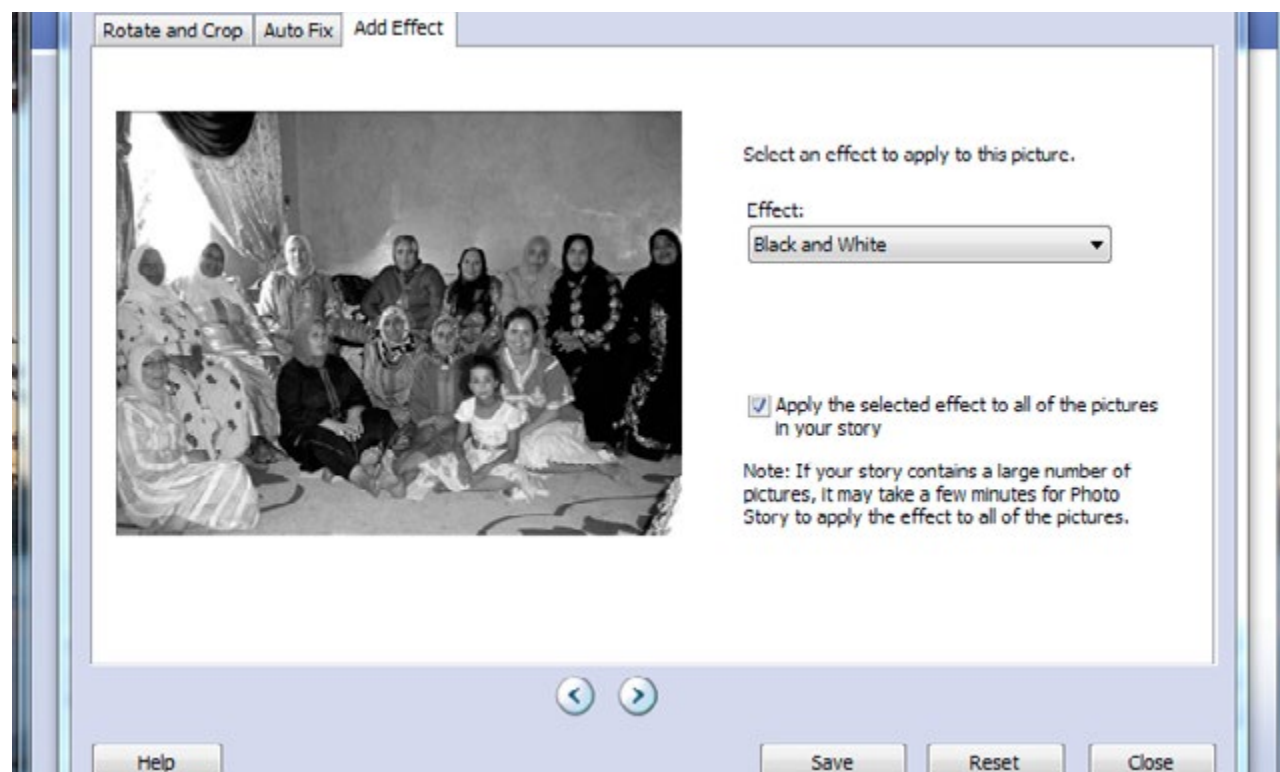 Rotate and Crop
Auto Fix
Add Effect
Select an effect to apply to this picture.
Effect:
Black and White
Apply the selected effect to all of the pictures
in your story
Note: If your story contains a large number of
pictures, it may take a few minutes for Photo
Story to apply the effect to all of the pictures.
Help
Save
Reset
Close